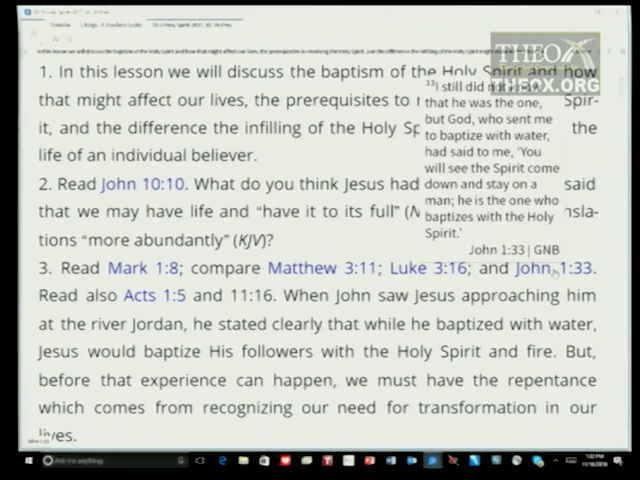 THEOX
THEOX.ORG
1. In this lesson we will discuss the baptism of the Holy Spirit and how
that might affect our lives, the prerequisites to Spir-
it, and the difference the infilling of the Holy Sp the
life of an individual believer.
2. Read John 10:10. What do you think Jesus had said
that we may have life and “have it to its full” (N nsla-
tions “more abundantly” (KJV)?
3. Read Mark 1:8; compare Matthew 3:11; Luke 3:16; and John 1:33.
Read also Acts 1:5 and 11:16. When John saw Jesus approaching him
at the river Jordan, he stated clearly that while he baptized with water,
Jesus would baptize His followers with the Holy Spirit and fire. But,
before that experience can happen, we must have the repentance
which comes from recognizing our need for transformation in our
lives.
33I still did not know
that he was the one,
but God, who sent me
to baptize with water,
had said to me, ‘You
will see the Spirit come
down and stay on a
man; he is the one who
baptizes with the Holy
Spirit.’
John 1:33 | GNB
Ask me anything